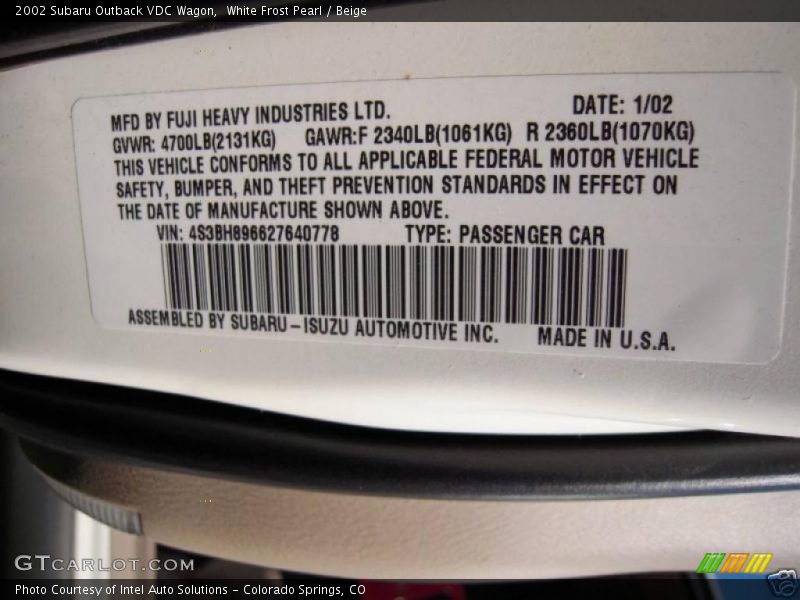 2002 Subaru Outback VDC Wagon,  White Frost Pearl / Beige
MFD BY FUJI HEAVY INDUSTRIES LTD. DATE: 1/02
GVWR: 4700LB(2131KG) GAWR:F 2340LB(1061KG) R 2360LB(1070KG)
THIS VEHICLE CONFORMS TO ALL APPLICABLE FEDERAL MOTOR VEHICLE
SAFETY, BUMPER, AND THEFT PREVENTION STANDARDS IN EFFECT ON
THE DATE OF MANUFACTURE SHOWN ABOVE.
VIN: 4S3BH896627640778 TYPE: PASSENGER CAR
ASSEMBLED BY SUBARU-ISUZU AUTOMOTIVE INC. MADE IN U.S.A.
GTCARLOT.COM
Photo Courtesy of Intel Auto Solutions - Colorado Springs, CO